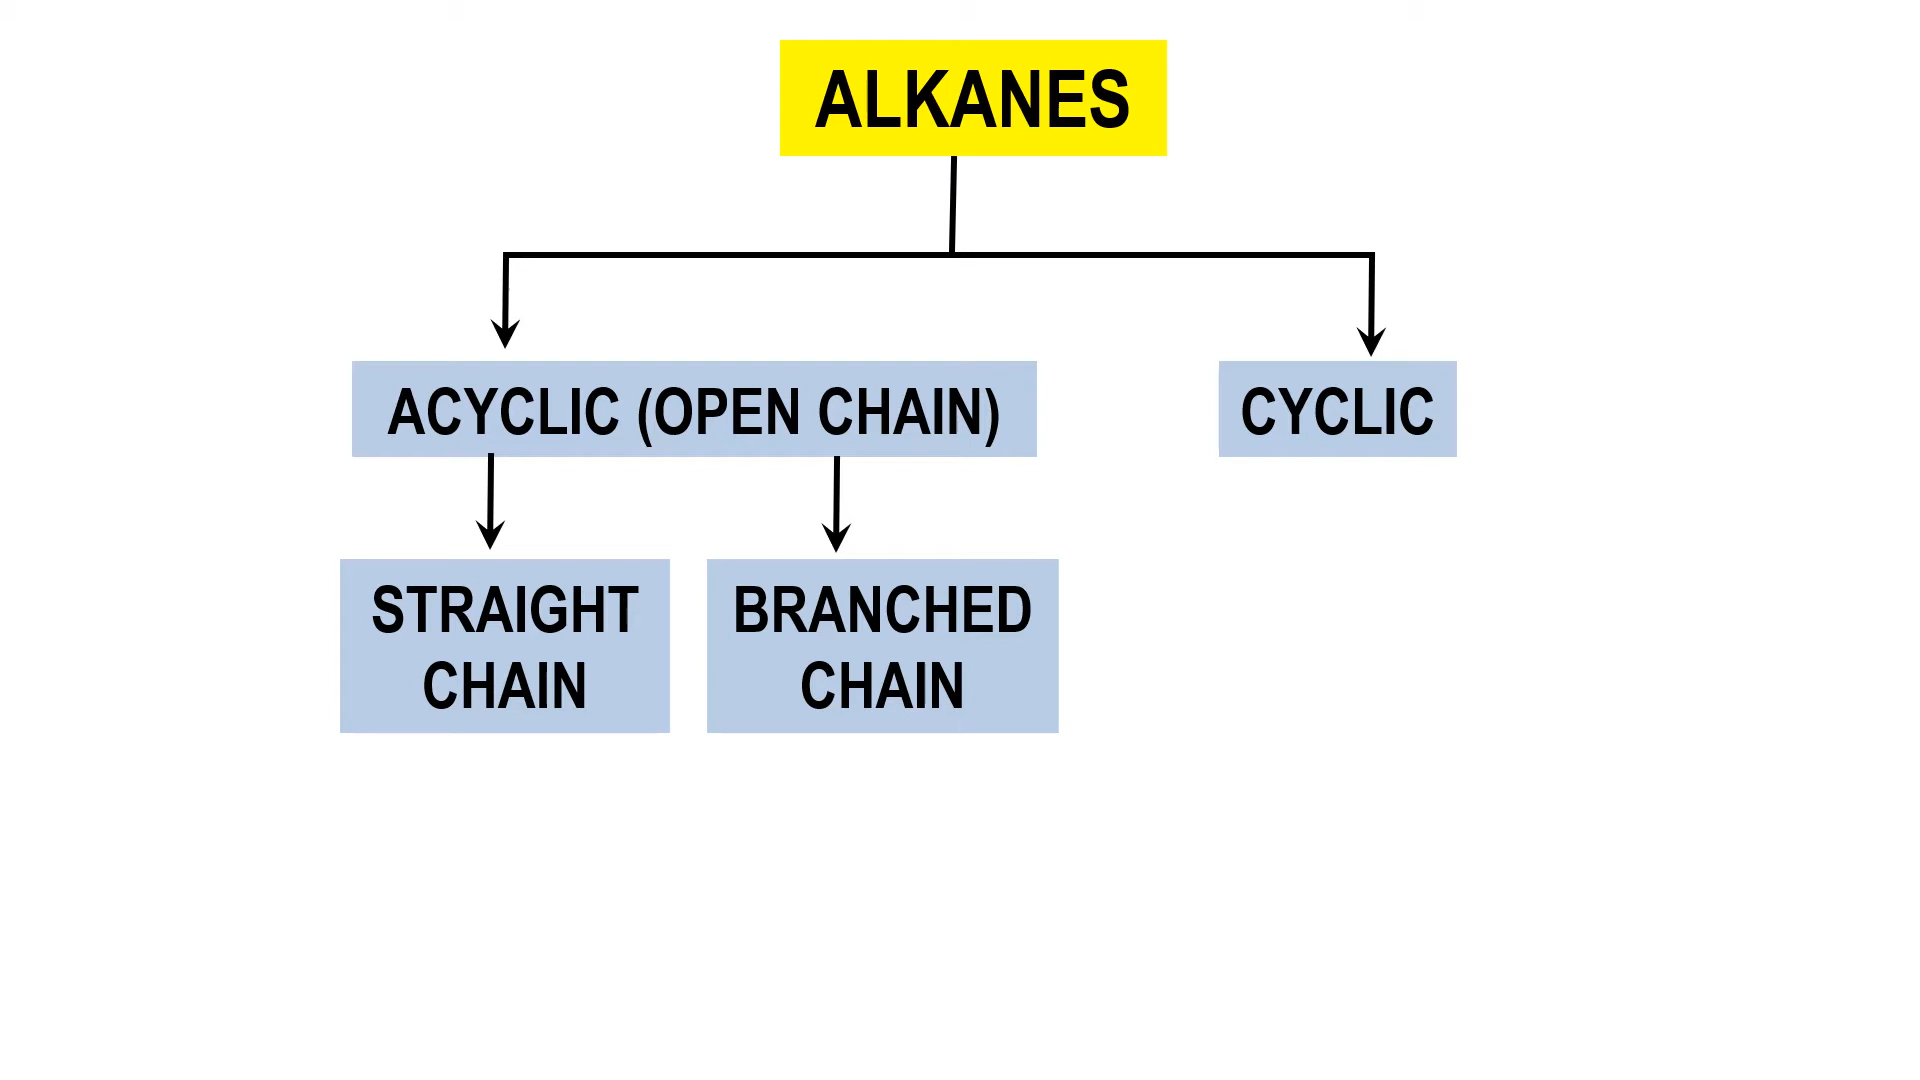 ALKANES
ACYCLIC (OPEN CHAIN)
CYCLIC
STRAIGHT
CHAIN
BRANCHED
CHAIN